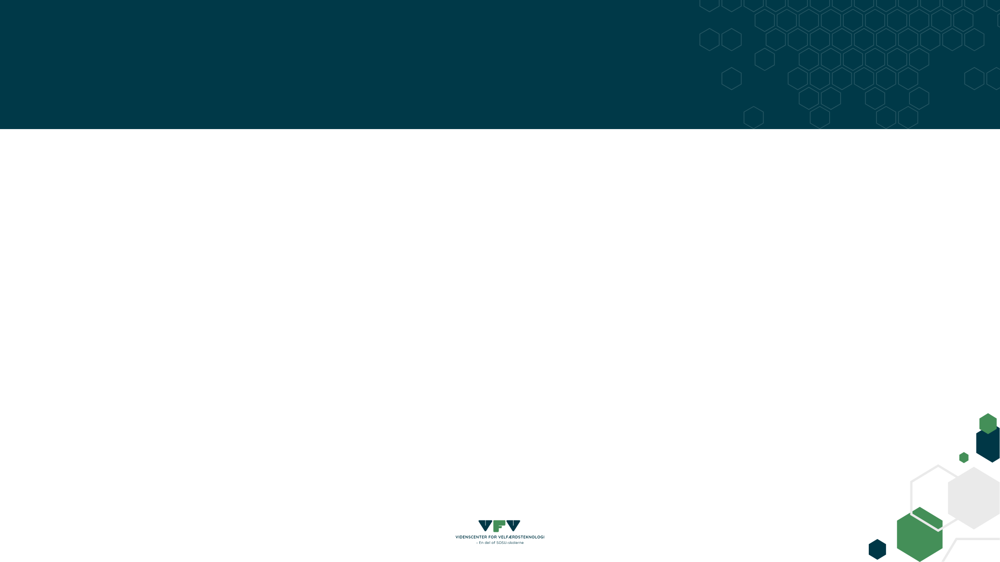 VFV
VIDENSCENTER FOR VELFÆRDSTEKNOLOGI
- En del af SOSU-skolerne